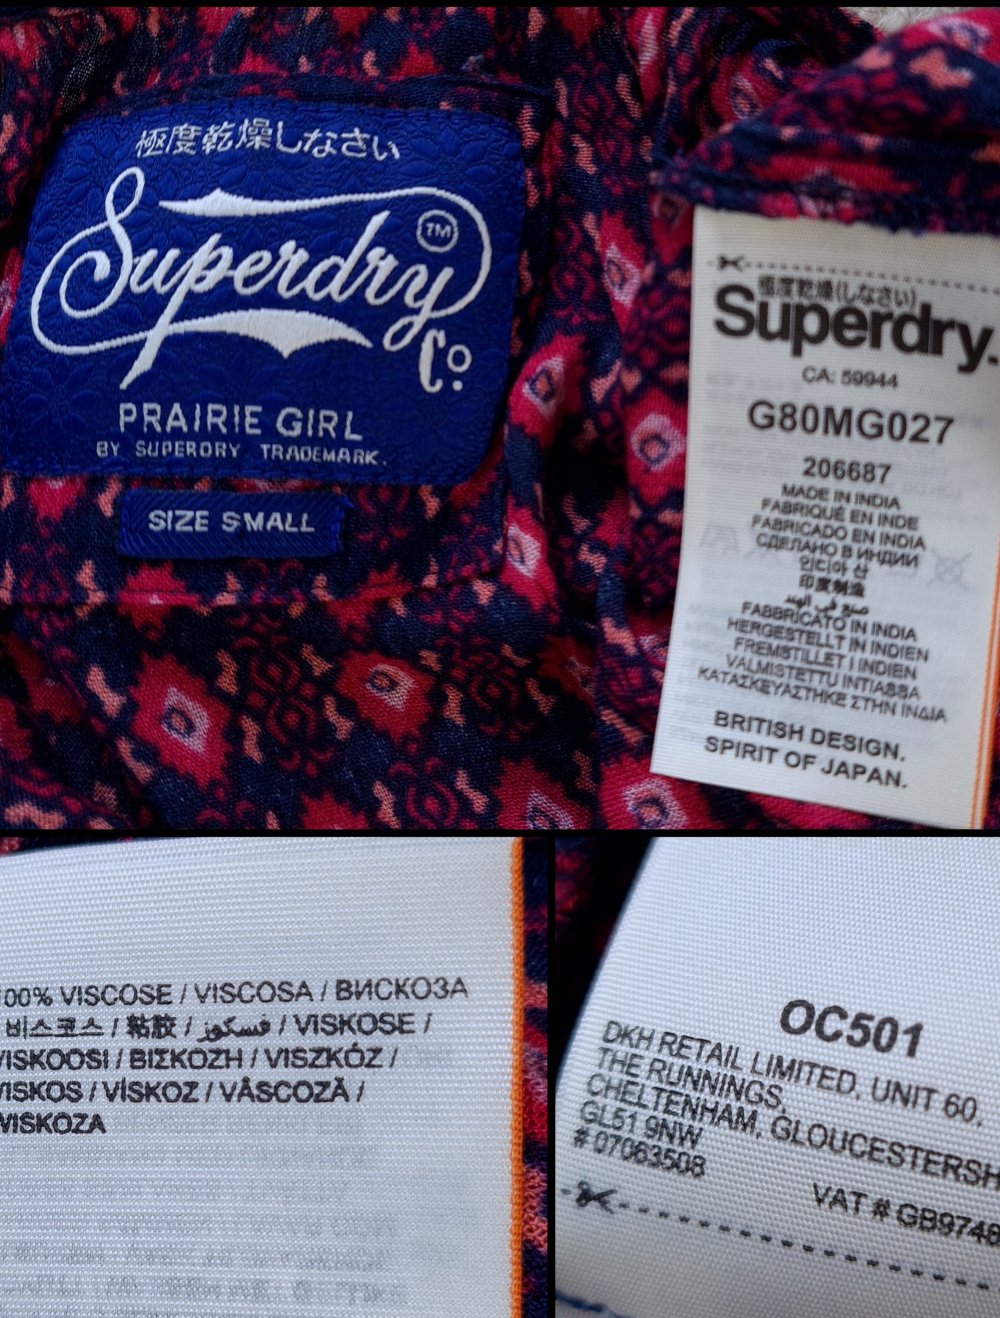 極度乾燥しなさい
Superdry
TM
Co.
PRAIRIE GIRL
BY SUPERDRY TRADEMARK.
SIZE SMALL
極度乾燥(しなさい)
Superdry.
CA: 59944
G80MG027
206687
MADE IN INDIA
FABRIQUÉ EN INDE
FABRICADO EN INDIA
СДЕЛАНО В ИНДИИ
인디아 산
印度制造
صنع في الهند
FABBRICATO IN INDIA
HERGESTELLT IN INDIEN
FREMSTILLET I INDIEN
VALMISTETTU INTIASSA
ΚΑΤΑΣΚΕΥΑΣΤΗΚΕ ΣΤΗΝ ΙΝΔΙΑ
BRITISH DESIGN.
SPIRIT OF JAPAN.
00% VISCOSE / VISCOSA / ВИСКОЗА
비스코스 / 粘胶 / فسكوز / VISKOSE /
VISKOOSI / ΒΙΣΚΟΖΗ / VISZKÓZ /
VISKOS / VİSKOZ / VÂSCOZĂ /
WISKOZA
OC501
DKH RETAIL LIMITED, UNIT 60,
THE RUNNINGS,
CHELTENHAM, GLOUCESTERSH
GL51 9NW
# 07063508
VAT # GB9748